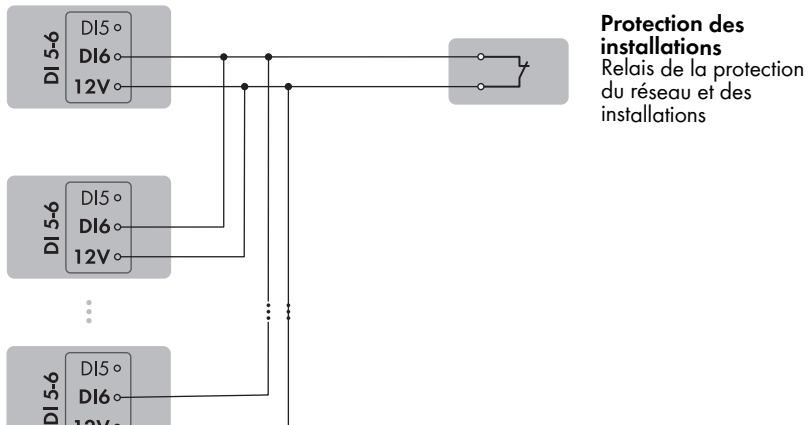 DI 5-6
DI5
DI6
12V
Protection des
installations
Relais de la protection
du réseau et des
installations
DI 5-6
DI5
DI6
12V
DI 5-6
DI5
DI6
12V